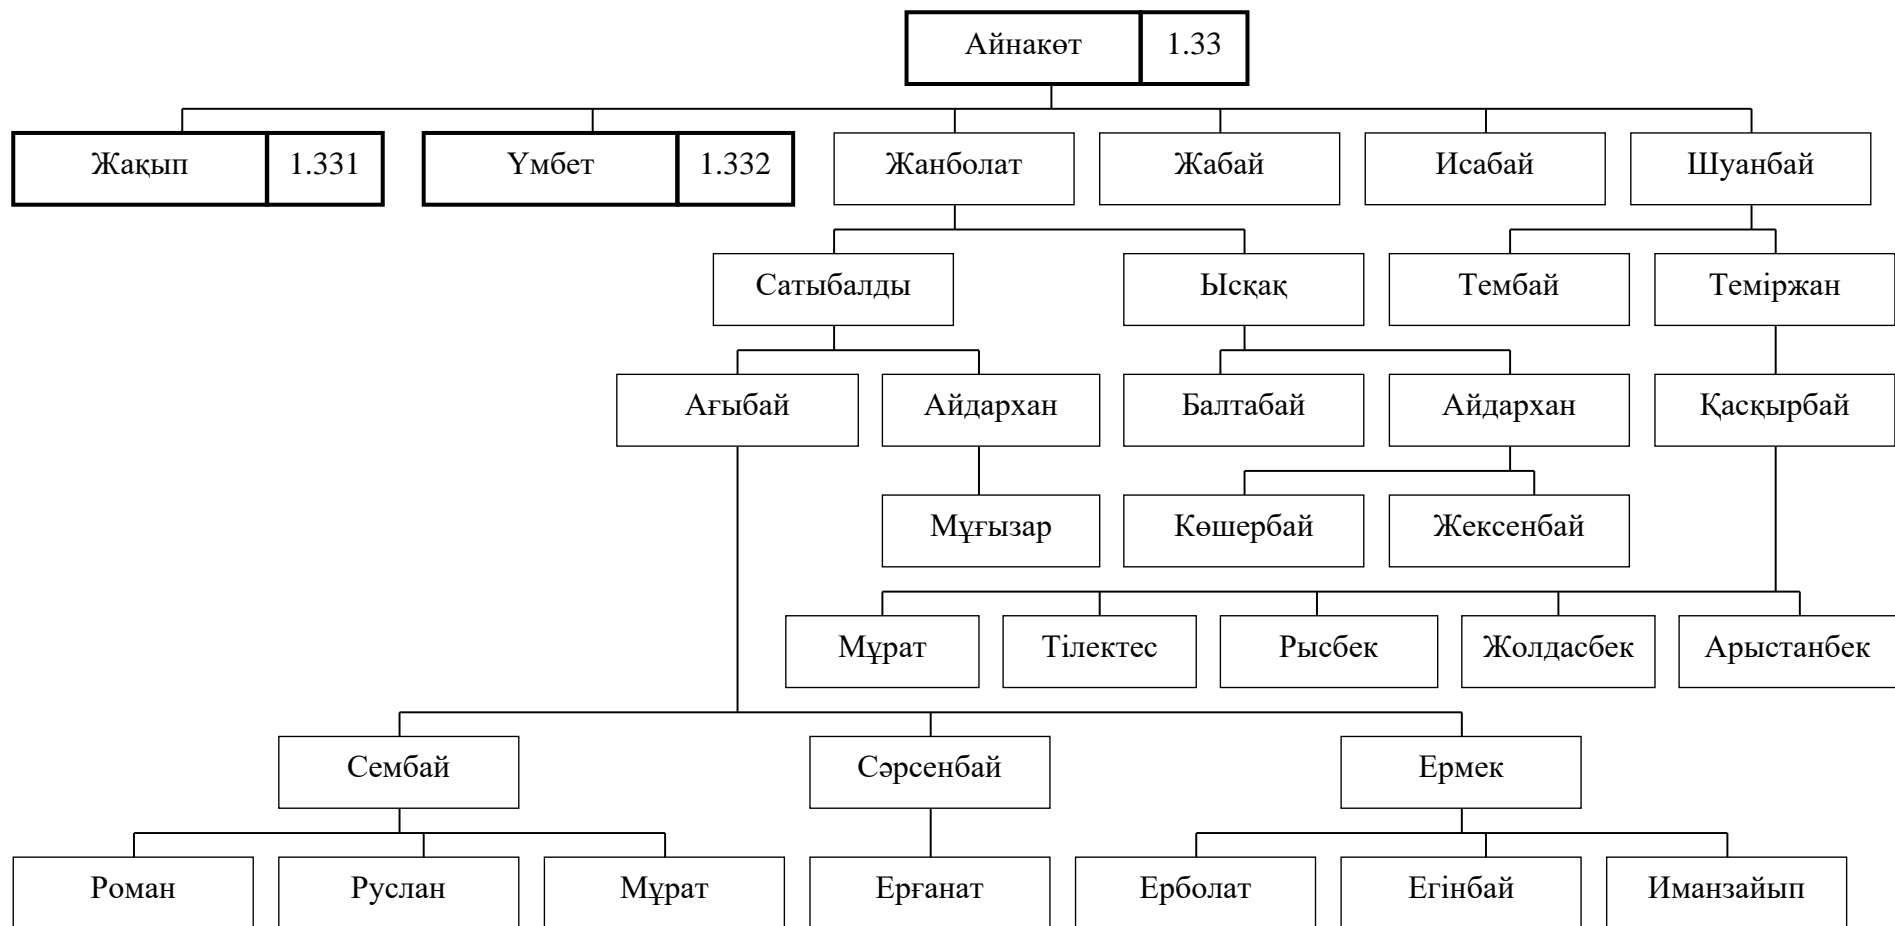 Айнакөт 1.33
Жақып 1.331 Үмбет 1.332 Жанболат Жабай Исабай Шуанбай
Сатыбалды Ысқақ Тембай Теміржан
Ағыбай Айдархан Балтабай Айдархан Қасқырбай
Мұғызар Көшербай Жексенбай
Мұрат Тілектес Рысбек Жолдасбек Арыстанбек
Сембай Сәрсенбай Ермек
Роман Руслан Мұрат Ерғанат Ерболат Егінбай Иманзайып